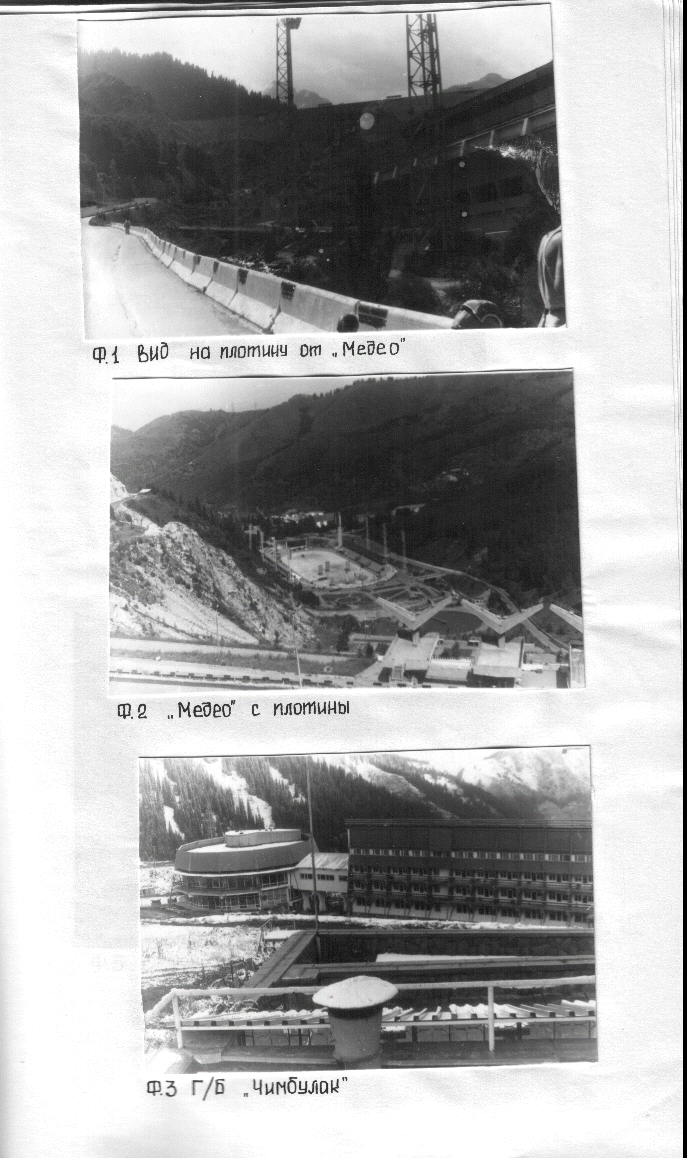 Ф.1 Вид на плотину от „Медео"
Ф.2 „Медео" с плотины
Ф.3 Г/Б „Чимбулак"